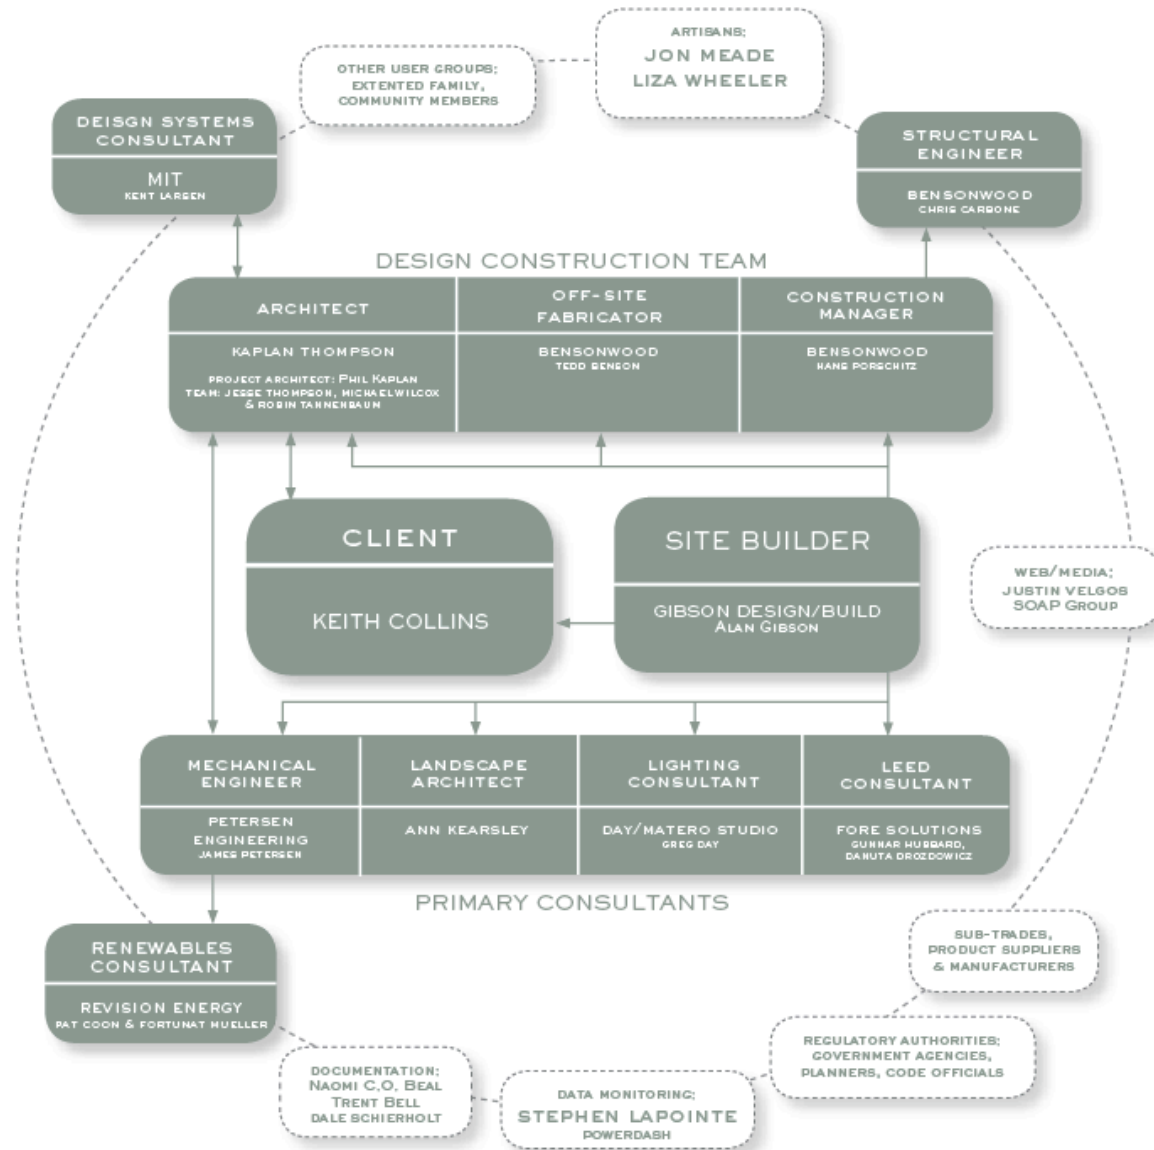 ARTISANS;
JON MEADE
LIZA WHEELER
OTHER USER GROUPS;
EXTENTED FAMILY,
COMMUNITY MEMBERS
DEISGN SYSTEMS
CONSULTANT
MIT
KENT LARSEN
STRUCTURAL
ENGINEER
BENSONWOOD
CHRIS CARBONE
DESIGN CONSTRUCTION TEAM
ARCHITECT
KAPLAN THOMPSON
PROJECT ARCHITECT: PHIL KAPLAN
TEAM: JESSE THOMPSON, MICHAEL WILCOX
& ROBIN TANNENBAUM
OFF-SITE
FABRICATOR
BENSONWOOD
TEDD BENSON
CONSTRUCTION
MANAGER
BENSONWOOD
HANS PORSCHITZ
CLIENT
KEITH COLLINS
SITE BUILDER
GIBSON DESIGN/BUILD
ALAN GIBSON
WEB/MEDIA;
JUSTIN VELGOS
SOAP GROUP
MECHANICAL
ENGINEER
PETERSEN
ENGINEERING
JAMES PETERSEN
LANDSCAPE
ARCHITECT
ANN KEARSLEY
LIGHTING
CONSULTANT
DAY/MATERO STUDIO
GREG DAY
LEED
CONSULTANT
FORE SOLUTIONS
GUNNAR HUBBARD,
DANUTA DROZDOWICZ
PRIMARY CONSULTANTS
RENEWABLES
CONSULTANT
REVISION ENERGY
PAT COON & FORTUNAT MUELLER
SUB-TRADES,
PRODUCT SUPPLIERS
& MANUFACTURERS
REGULATORY AUTHORITIES;
GOVERNMENT AGENCIES,
PLANNERS, CODE OFFICIALS
DOCUMENTATION;
NAOMI C.O. BEAL
TRENT BELL
DALE SCHIERHOLT
DATA MONITORING;
STEPHEN LAPOINTE
POWERDASH